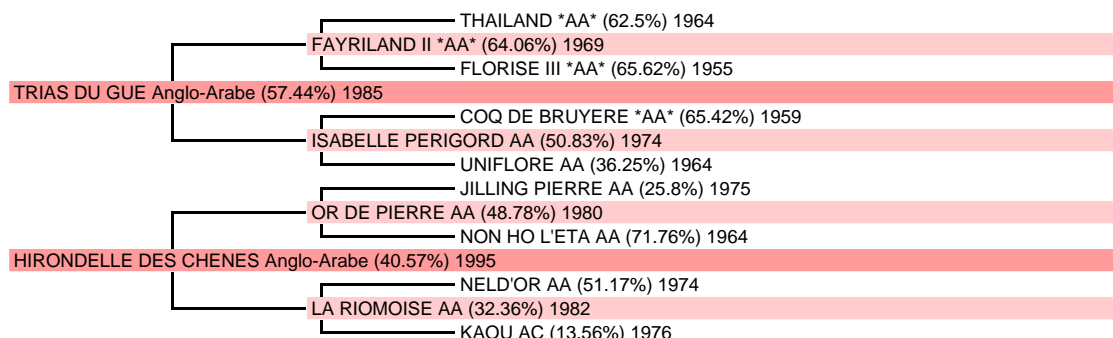 THAILAND *AA* (62.5%) 1964
FAYRILAND II *AA* (64.06%) 1969
FLORISE III *AA* (65.62%) 1955
TRIAS DU GUE Anglo-Arabe (57.44%) 1985
COQ DE BRUYERE *AA* (65.42%) 1959
ISABELLE PERIGORD AA (50.83%) 1974
UNIFLORE AA (36.25%) 1964
JILLING PIERRE AA (25.8%) 1975
OR DE PIERRE AA (48.78%) 1980
NON HO L'ETA AA (71.76%) 1964
HIRONDELLE DES CHENES Anglo-Arabe (40.57%) 1995
NELD'OR AA (51.17%) 1974
LA RIOMOISE AA (32.36%) 1982
KAOU AC (13.56%) 1976